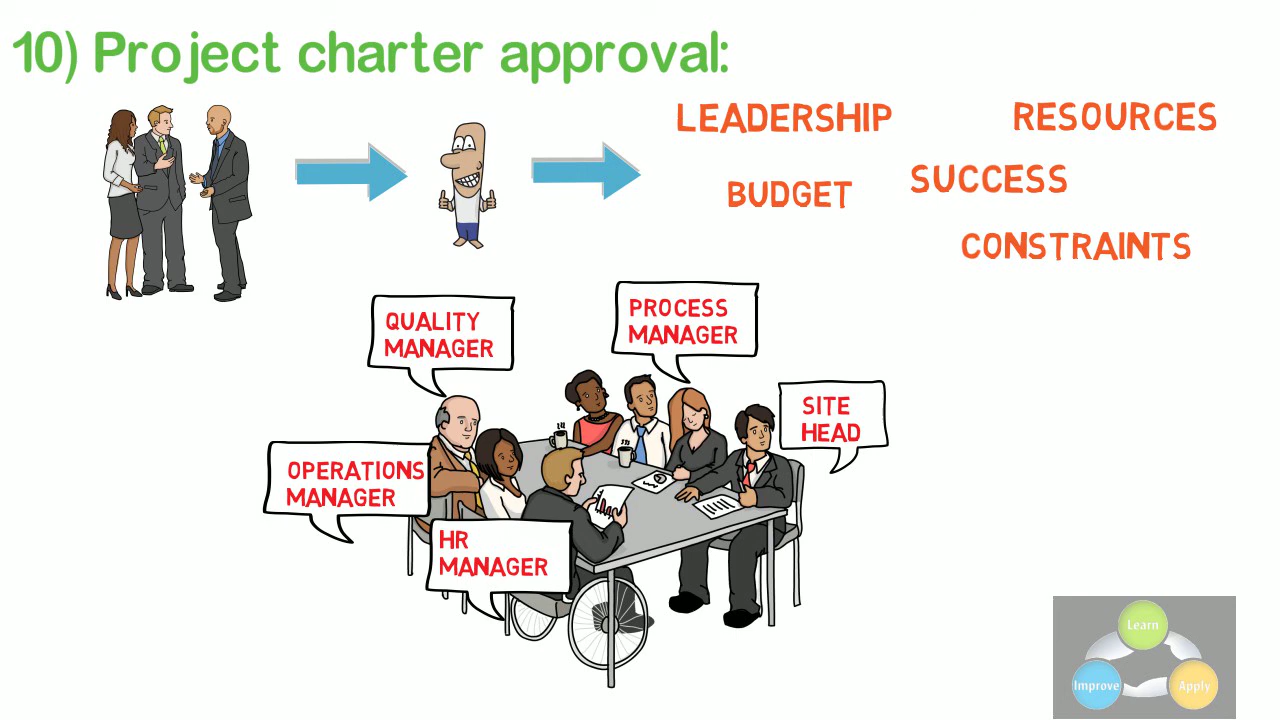 10) Project charter approval:
LEADERSHIP
RESOURCES
BUDGET
SUCCESS
CONSTRAINTS
QUALITY
MANAGER
PROCESS
MANAGER
SITE
HEAD
OPERATIONS
MANAGER
HR
MANAGER
Learn
Improve
Apply